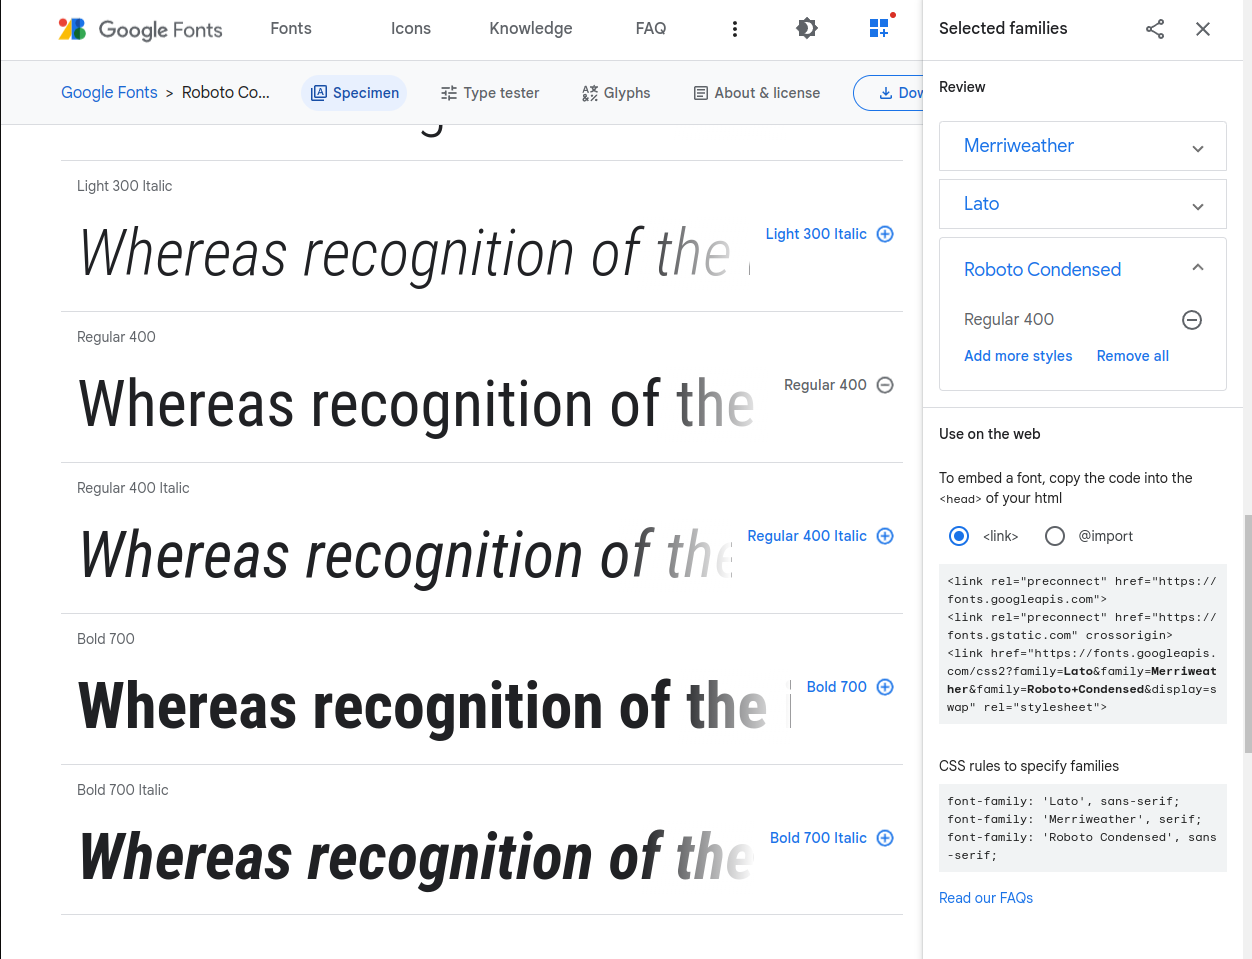 Google Fonts
Fonts
Icons
Knowledge
FAQ
Google Fonts > Roboto Co...
Specimen
Type tester
Glyphs
About & license
Dow
recogn
Light 300 Italic
Whereas recognition of the
Light 300 Italic
Regular 400
Whereas recognition of the
Regular 400
Regular 400 Italic
Whereas recognition of the
Regular 400 Italic
Bold 700
Whereas recognition of the i
Bold 700
Bold 700 Italic
Whereas recognition of the
Bold 700 Italic
Selected families
Review
Merriweather
Lato
Roboto Condensed
Regular 400
Add more styles
Remove all
Use on the web
To embed a font, copy the code into the
<head> of your html
<link>
@import
<link rel="preconnect" href="https://
fonts.googleapis.com">
<link rel="preconnect" href="https://
fonts.gstatic.com" crossorigin>
<link href="https://fonts.googleapis.
com/css2?family=Lato&family=Merriweat
her&family=Roboto+Condensed&display=s
wap" rel="stylesheet">
CSS rules to specify families
font-family: 'Lato', sans-serif;
font-family: 'Merriweather', serif;
font-family: 'Roboto Condensed', sans
-serif;
Read our FAQs